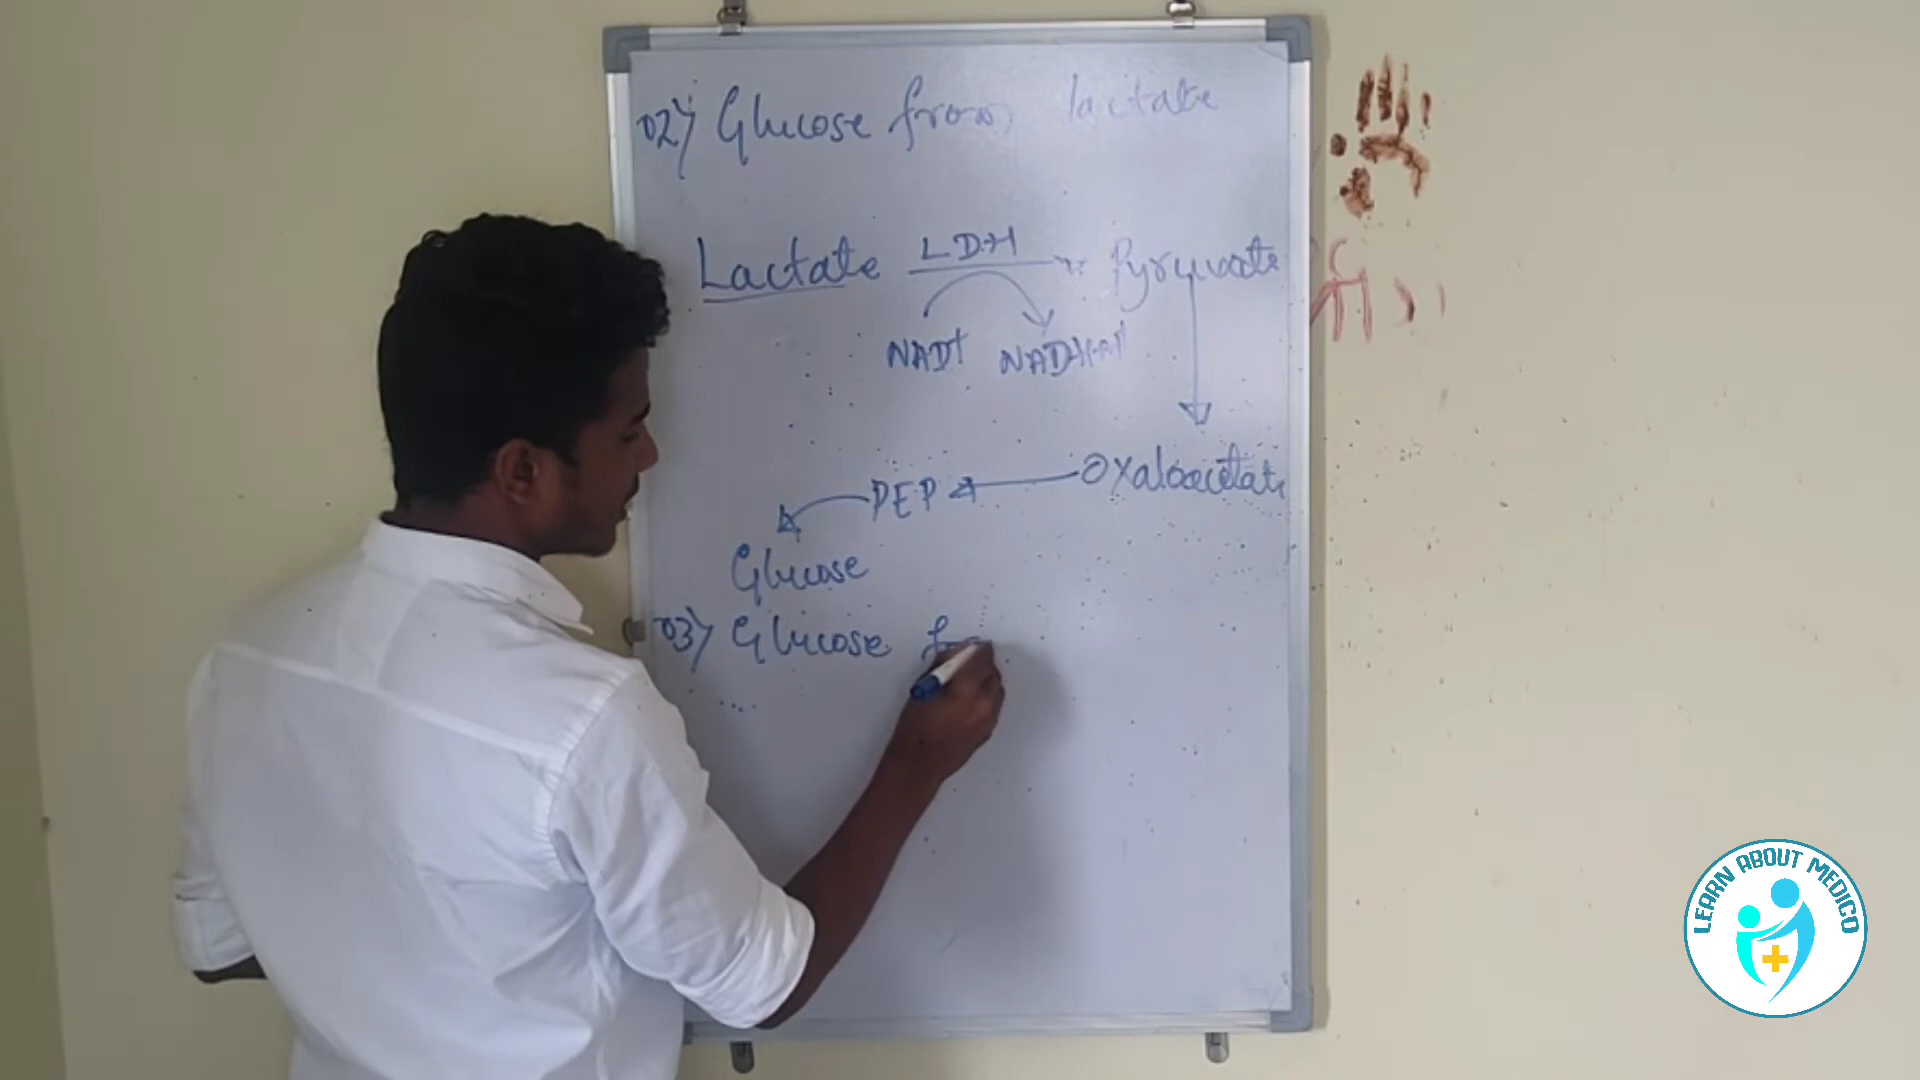 02) Glucose from lactate
Lactate LDH Pyruvate
NAD+ NADH+H+
PEP Oxaloacetate
Glucose
03) Glucose
LEARN ABOUT MEDICO